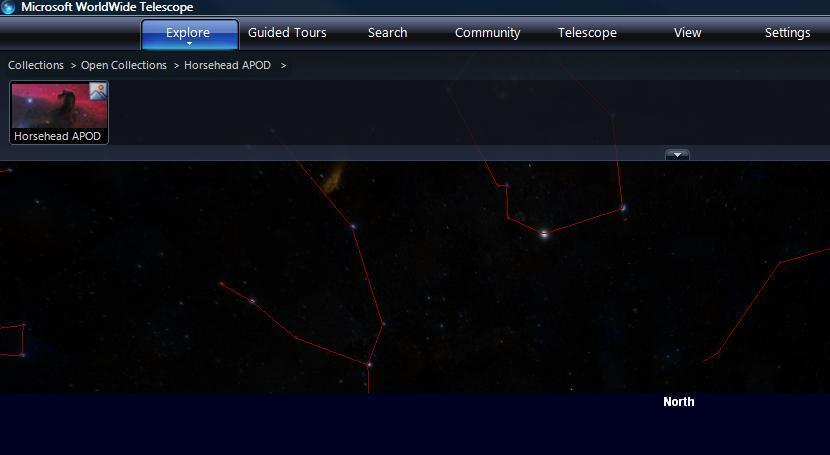 Microsoft WorldWide Telescope
Explore Guided Tours Search Community Telescope View Settings
Collections > Open Collections > Horsehead APOD >
Horsehead APOD
North